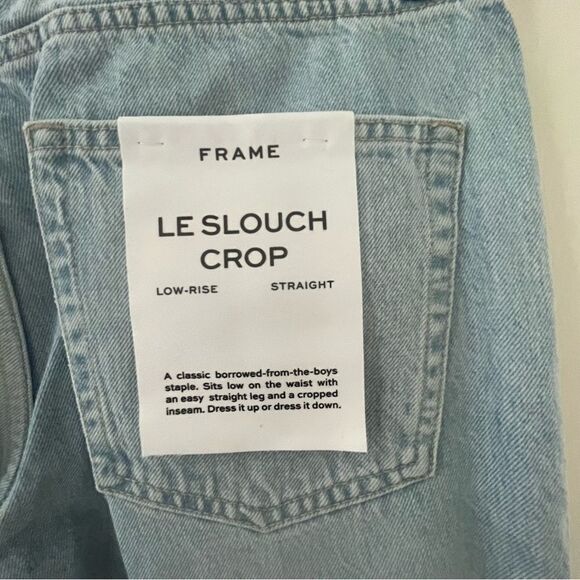 FRAME
LE SLOUCH
CROP
LOW-RISE STRAIGHT
A classic borrowed-from-the-boys
staple. Sits low on the waist with
an easy straight leg and a cropped
inseam. Dress it up or dress it down.